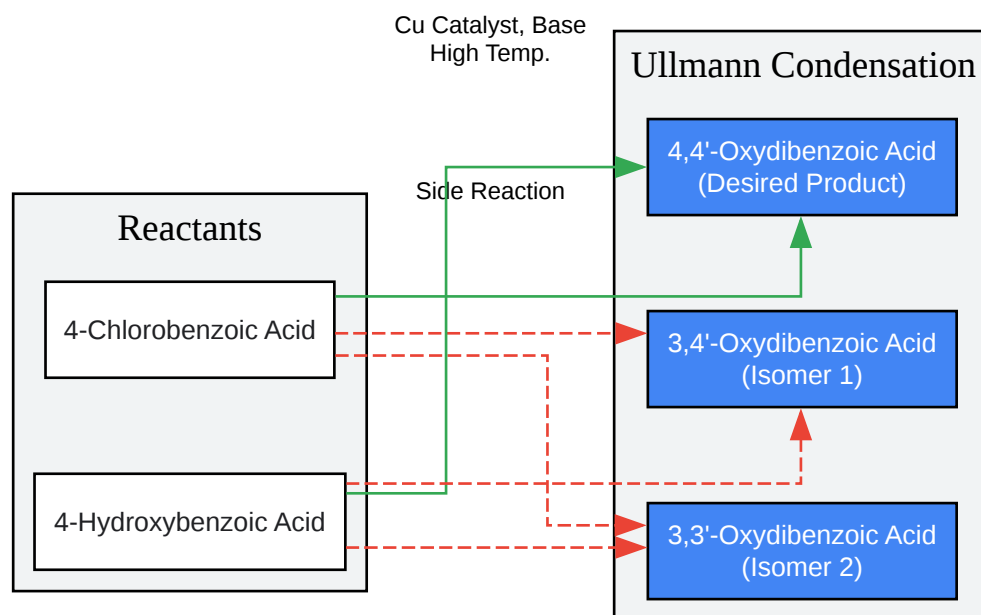 Cu Catalyst, Base
High Temp.
Ullmann Condensation
4,4'-Oxydibenzoic Acid
(Desired Product)
Side Reaction
Reactants
4-Chlorobenzoic Acid
3,4'-Oxydibenzoic Acid
(Isomer 1)
4-Hydroxybenzoic Acid
3,3'-Oxydibenzoic Acid
(Isomer 2)